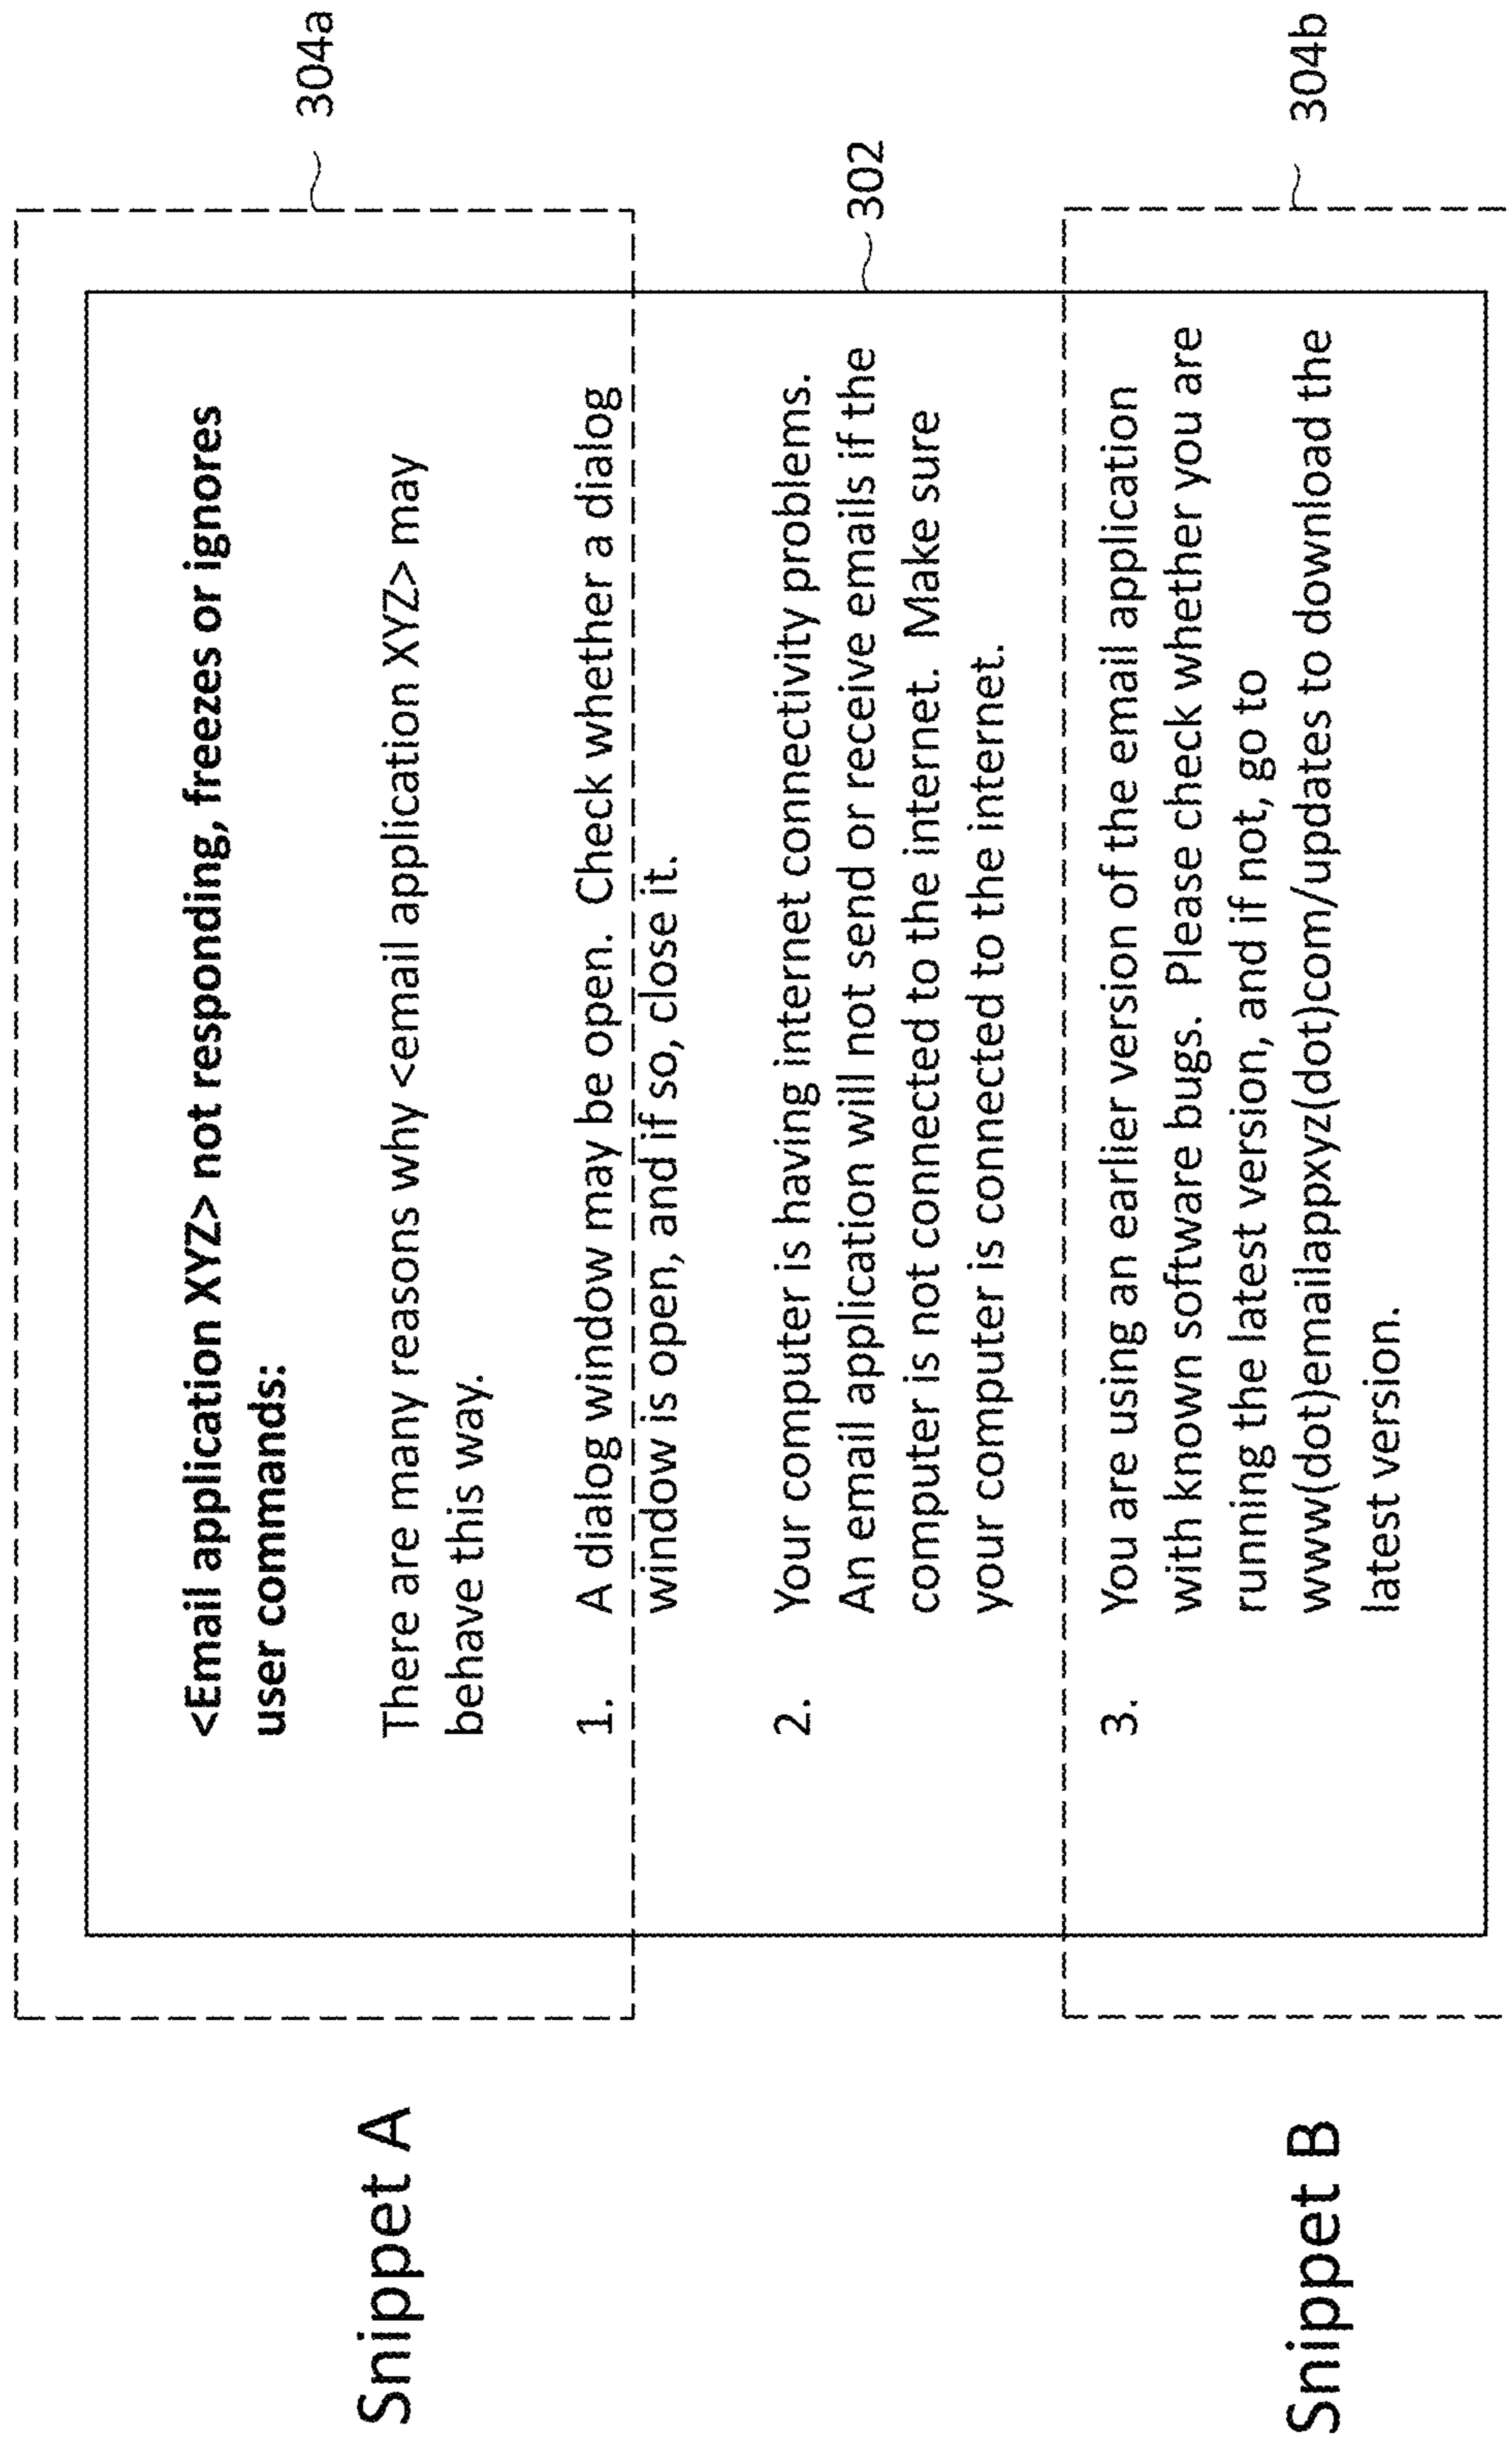 Snippet A
304a
<Email application XYZ> not responding, freezes or ignores
user commands:
There are many reasons why <email application XYZ> may
behave this way.
1. A dialog window may be open. Check whether a dialog
window is open, and if so, close it.
302
2. Your computer is having internet connectivity problems.
An email application will not send or receive emails if the
computer is not connected to the internet. Make sure
your computer is connected to the internet.
Snippet B
304b
3. You are using an earlier version of the email application
with known software bugs. Please check whether you are
running the latest version, and if not, go to
www(dot)emailappxyz(dot)com/updates to download the
latest version.